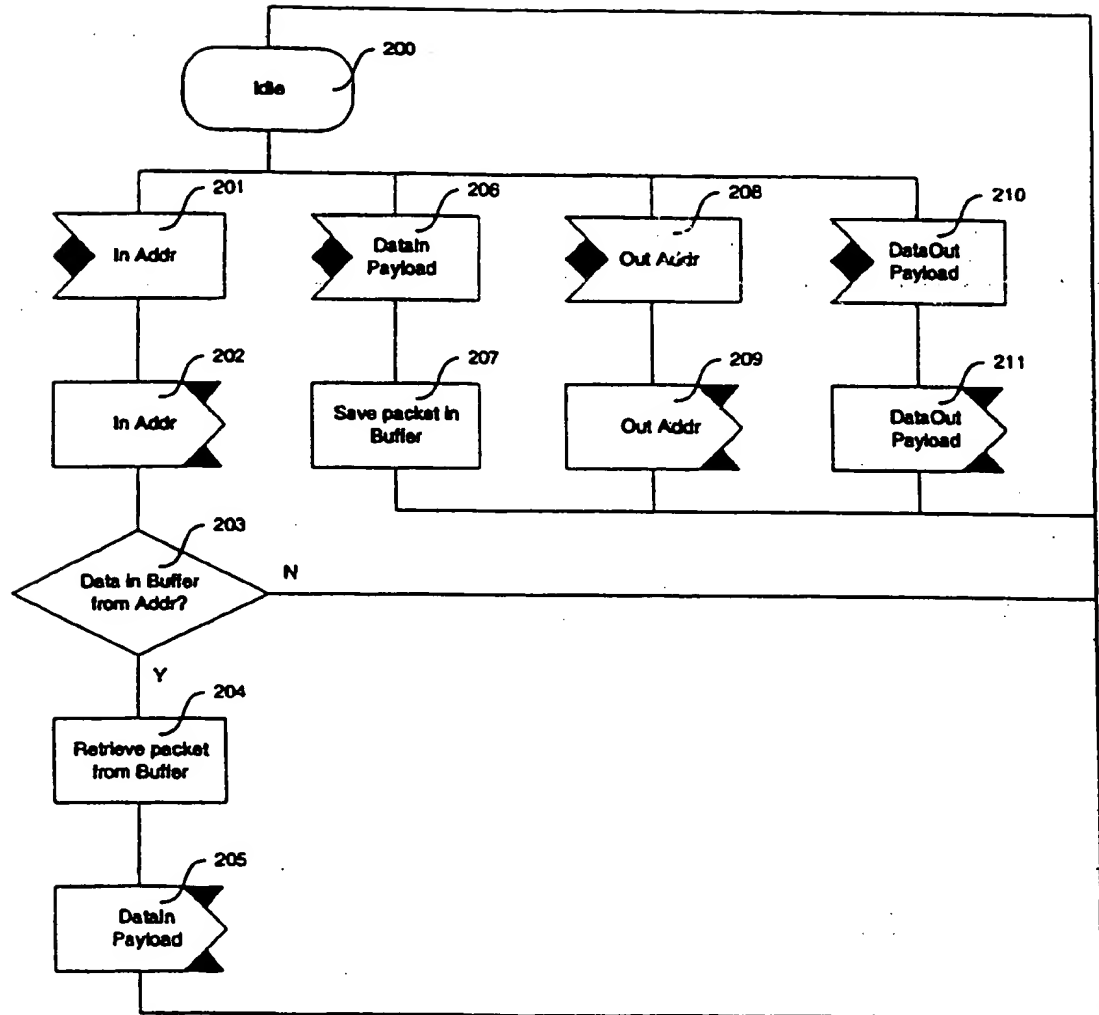 200
Idle
201
206
208
210
In Addr
DataIn
Payload
Out Addr
DataOut
Payload
202
207
209
211
In Addr
Save packet in
Buffer
Out Addr
DataOut
Payload
203
Data in Buffer
from Addr?
N
Y
204
Retrieve packet
from Buffer
205
DataIn
Payload